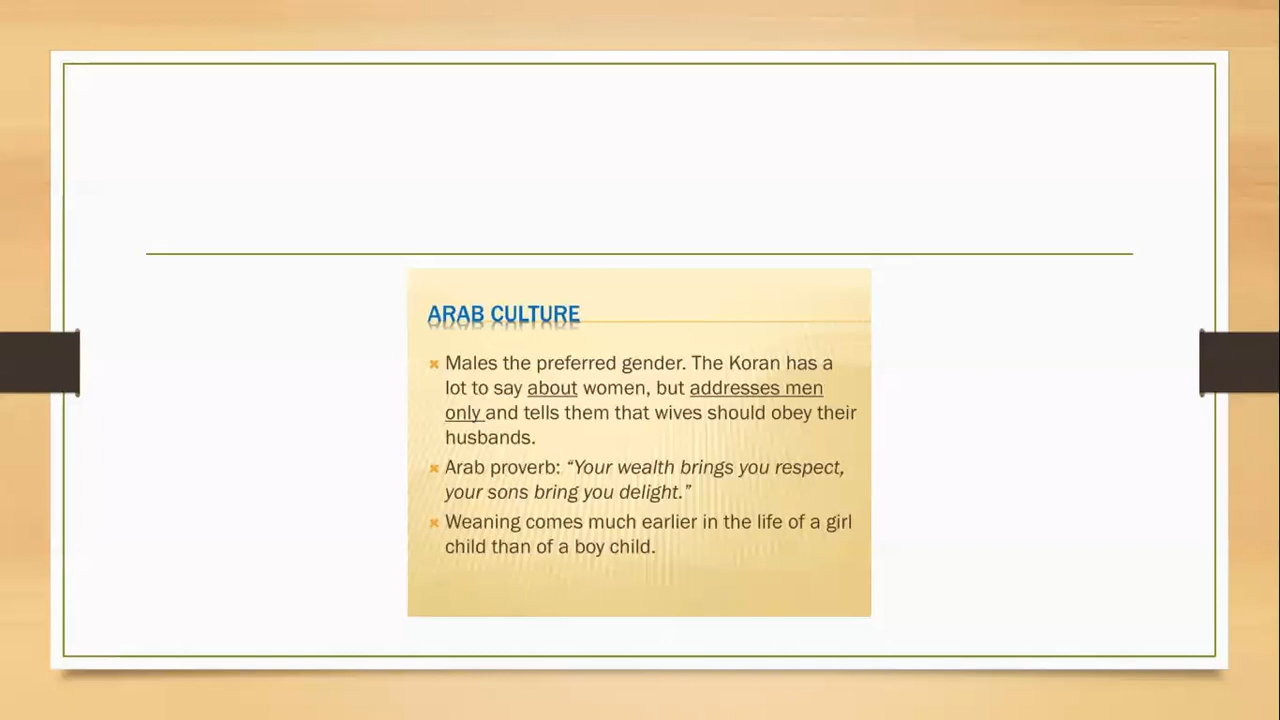 ARAB CULTURE
Males the preferred gender. The Koran has a
lot to say about women, but addresses men
only and tells them that wives should obey their
husbands.
Arab proverb: “Your wealth brings you respect,
your sons bring you delight.”
Weaning comes much earlier in the life of a girl
child than of a boy child.